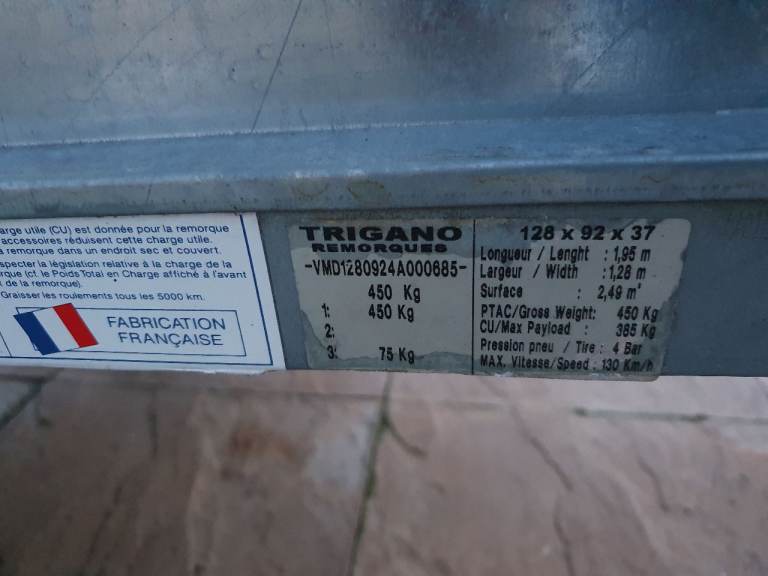 arge utile (CU) est donnée pour la remorque
accessoires réduisent cette charge utile.
a remorque dans un endroit sec et couvert.
specter la législation relative à la charge de la
rque (cf. le Poids Total en Charge affiché à l'avant
de la remorque).
Graisser les roulements tous les 5000 km.
FABRICATION
FRANÇAISE
TRIGANO
REMORQUES
-VMD1280924A000685-
450 Kg
1: 450 Kg
2:
3: 75 Kg
128 x 92 x 37
Longueur / Lenght : 1,95 m
Largeur / Width : 1,28 m
Surface : 2,49 m²
PTAC/Gross Weight: 450 Kg
CU/Max Payload : 365 Kg
Pression pneu / Tire : 4 Bar
MAX. Vitesse/Speed : 130 Km/h